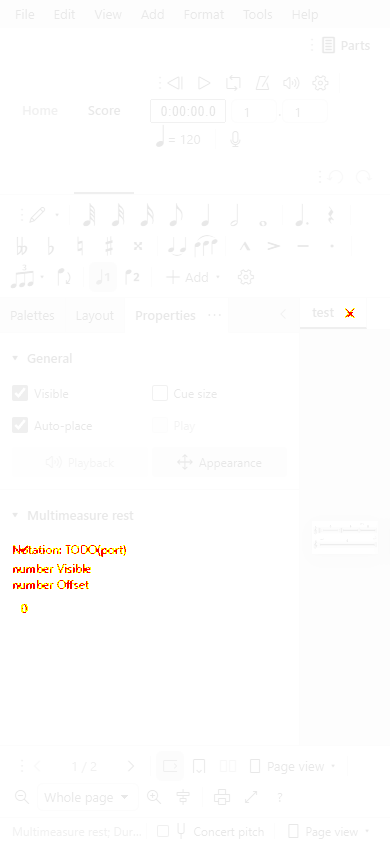 File Edit View Add Format Tools Help
Parts
Home Score 0:00:00.0 1 . 1
= 120
1 2 Add
Palettes Layout Properties ... test
General
Visible Cue size
Auto-place Play
Playback Appearance
Multimeasure rest
Notation: TODO(port)
number Visible
number Offset
0
1 / 2 Page view
Whole page ?
Multimeasure rest; Dur... Concert pitch Page view